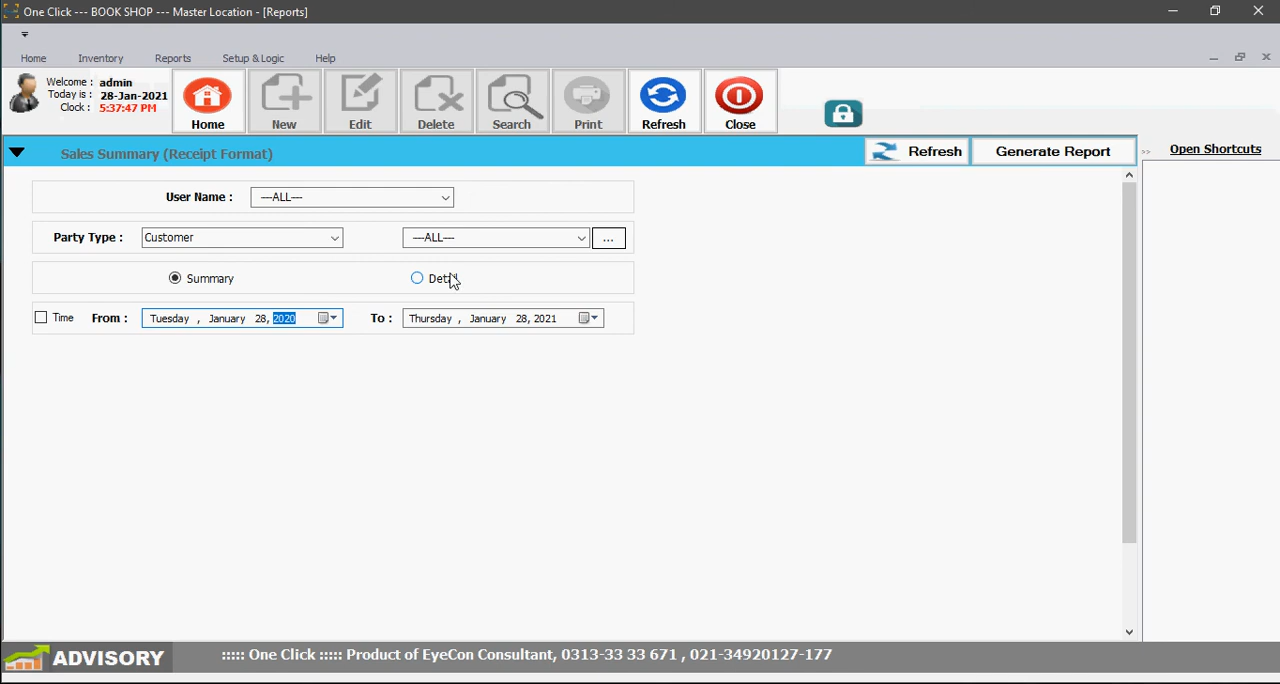 One Click --- BOOK SHOP --- Master Location - [Reports]
Home Inventory Reports Setup & Logic Help
Welcome : admin
Today is : 28-Jan-2021
Clock : 5:37:47 PM
Home New Edit Delete Search Print Refresh Close
Sales Summary (Receipt Format) Refresh Generate Report >> Open Shortcuts
User Name : ---ALL---
Party Type : Customer ---ALL--- ...
Summary Detail
Time From : Tuesday , January 28, 2020 To : Thursday , January 28, 2021
ADVISORY ::::: One Click ::::: Product of EyeCon Consultant, 0313-33 33 671 , 021-34920127-177